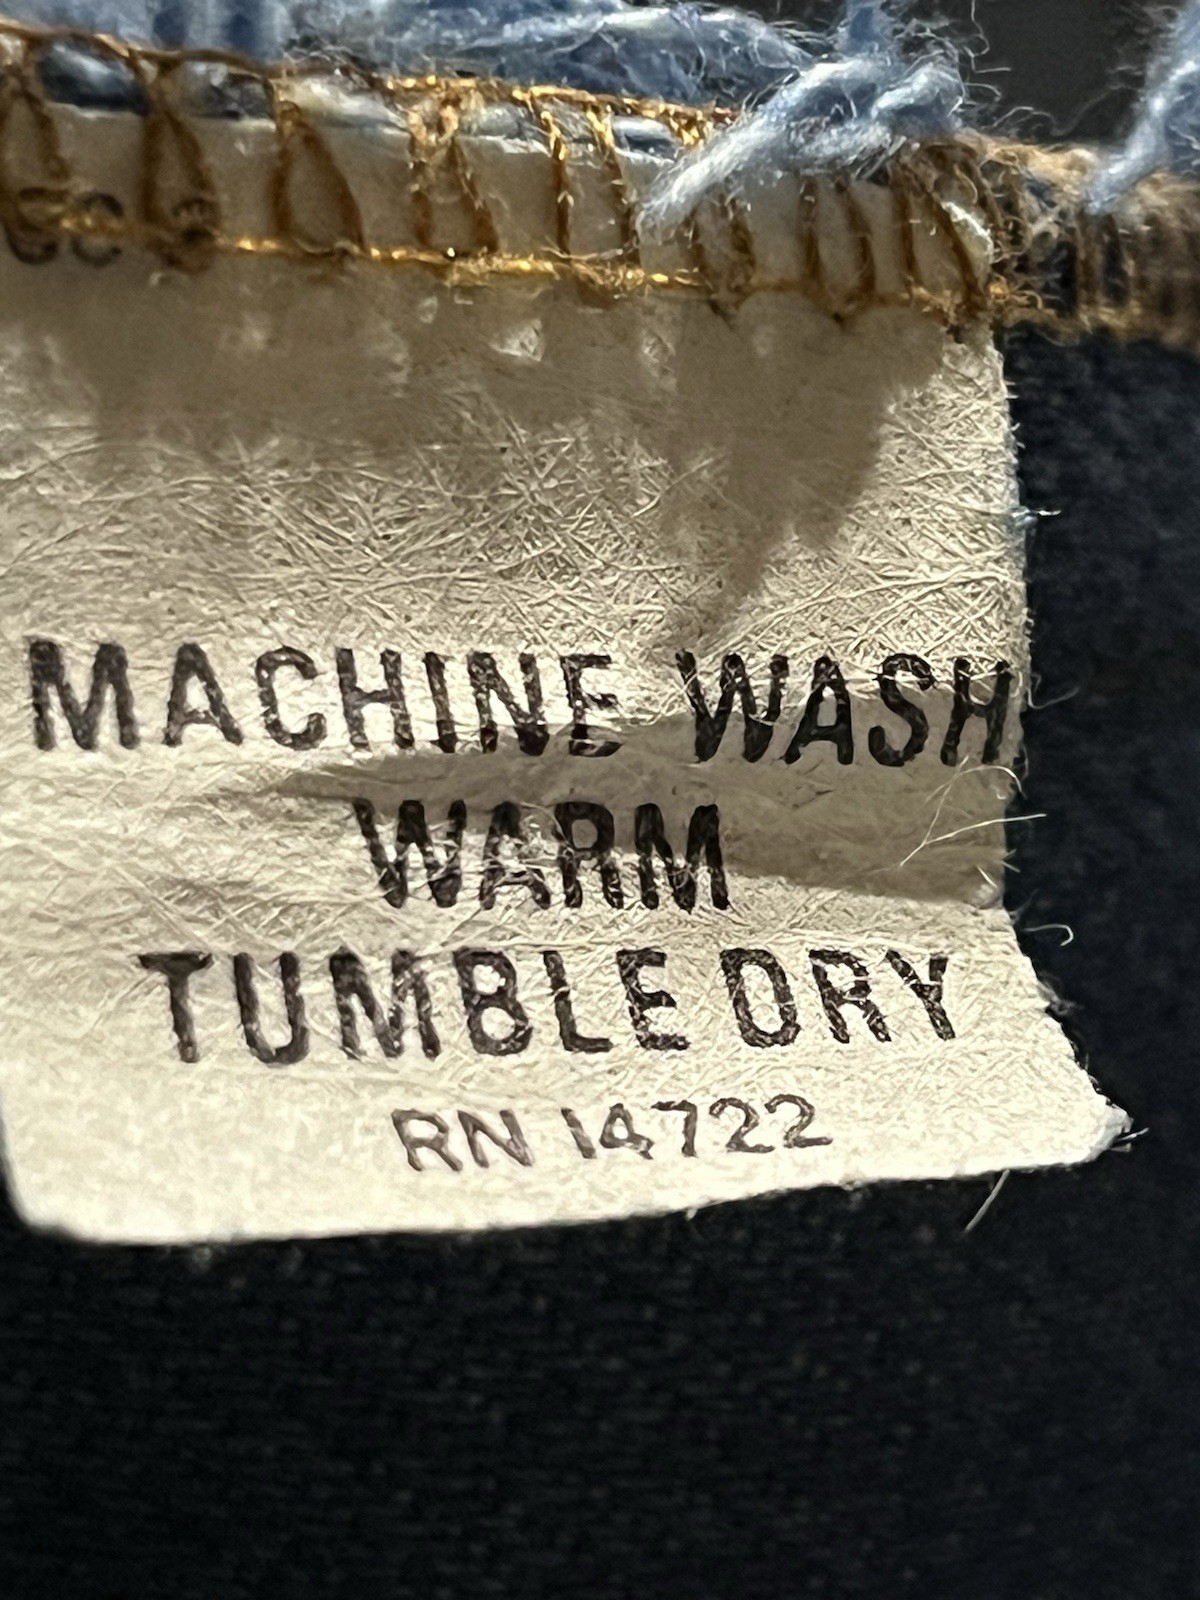 MACHINE WASH
WARM
TUMBLE DRY
RN 14722